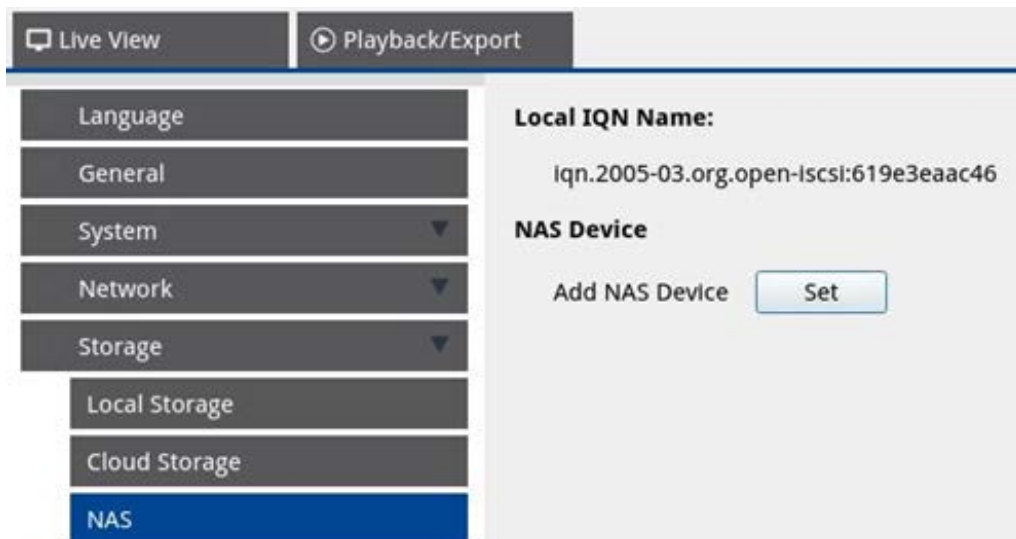 Live View
Playback/Export
Language
General
System
Network
Storage
Local Storage
Cloud Storage
NAS
Local IQN Name:
iqn.2005-03.org.open-iscsi:619e3eaac46
NAS Device
Add NAS Device Set